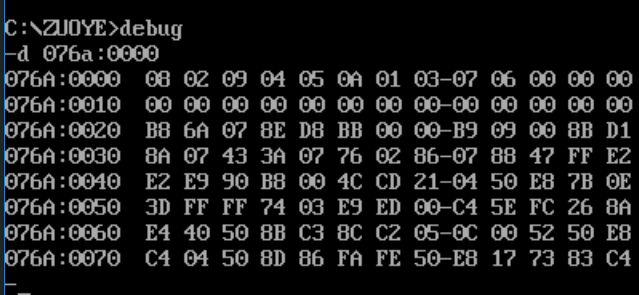 C:\ZUOYE>debug
-d 076a:0000
076A:0000 08 02 09 04 05 0A 01 03-07 06 00 00 00
076A:0010 00 00 00 00 00 00 00 00-00 00 00 00 00
076A:0020 B8 6A 07 8E D8 BB 00 00-B9 09 00 8B D1
076A:0030 8A 07 43 3A 07 76 02 86-07 88 47 FF E2
076A:0040 E2 E9 90 B8 00 4C CD 21-04 50 E8 7B 0E
076A:0050 3D FF FF 74 03 E9 ED 00-C4 5E FC 26 8A
076A:0060 E4 40 50 8B C3 8C C2 05-0C 00 52 50 E8
076A:0070 C4 04 50 8D 86 FA FE 50-E8 17 73 83 C4
-_